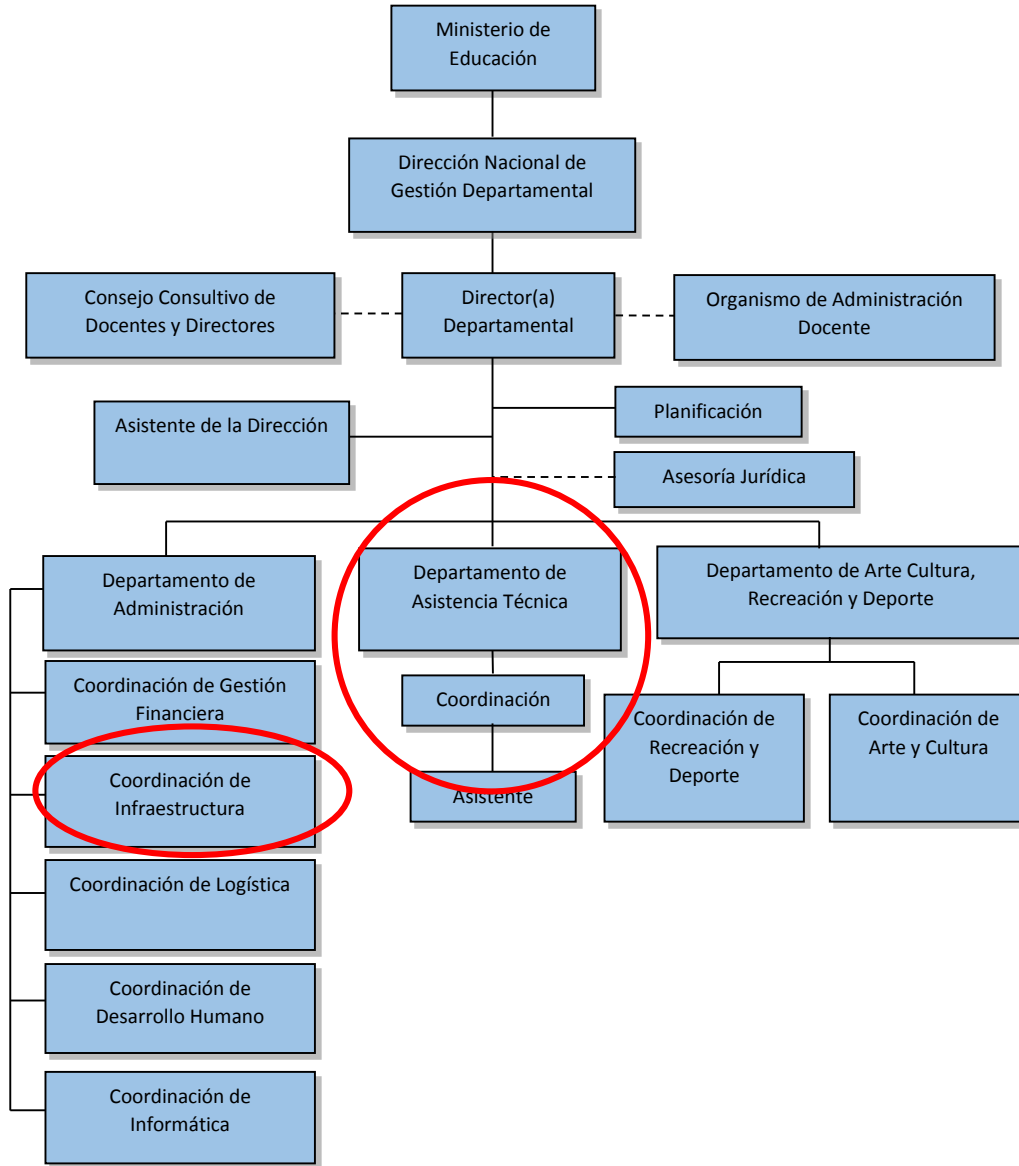 Ministerio de
Educación
Dirección Nacional de
Gestión Departamental
Consejo Consultivo de
Docentes y Directores
Director(a)
Departamental
Organismo de Administración
Docente
Asistente de la Dirección
Planificación
Asesoría Jurídica
Departamento de
Administración
Departamento de
Asistencia Técnica
Departamento de Arte Cultura,
Recreación y Deporte
Coordinación de Gestión
Financiera
Coordinación
Coordinación de
Recreación y
Deporte
Coordinación de
Arte y Cultura
Coordinación de
Infraestructura
Asistente
Coordinación de Logística
Coordinación de
Desarrollo Humano
Coordinación de
Informática